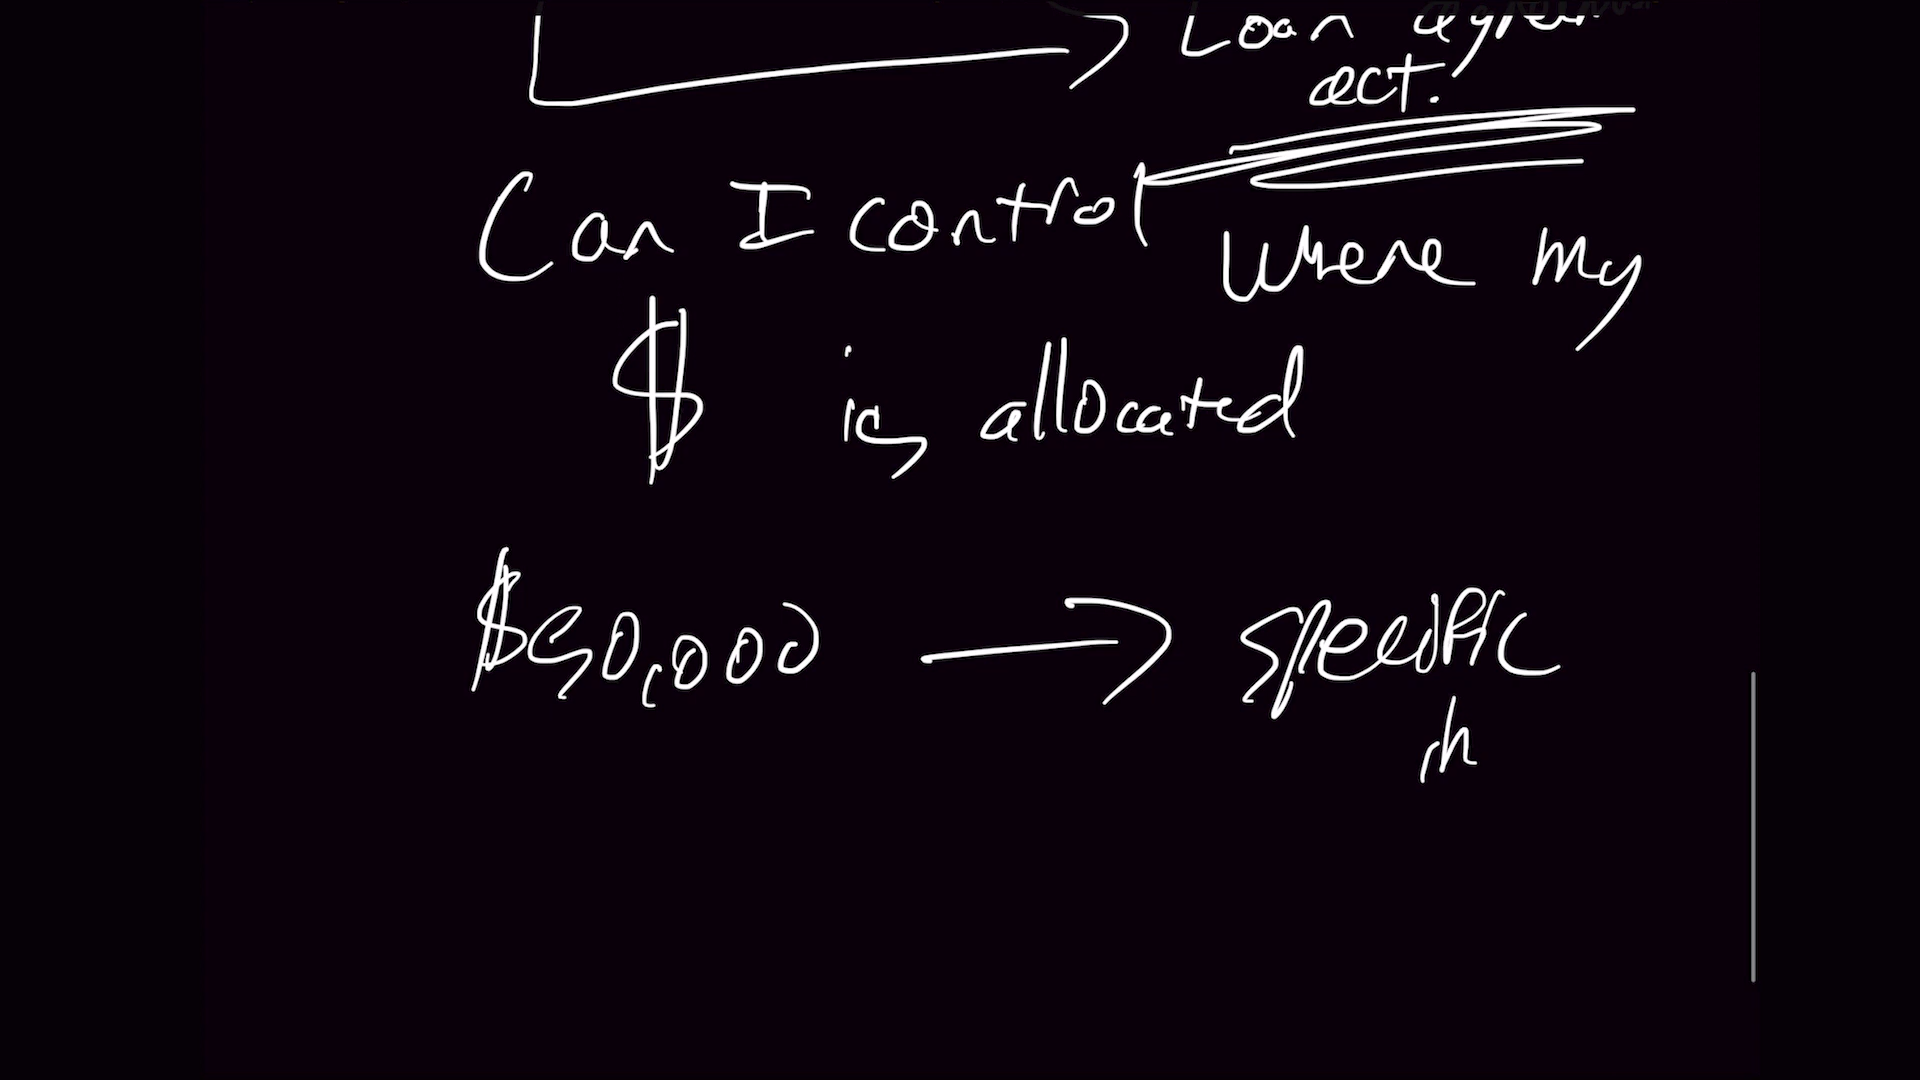 Loan
act.
Can I control where my
$ is allocated
$50,000 → specific